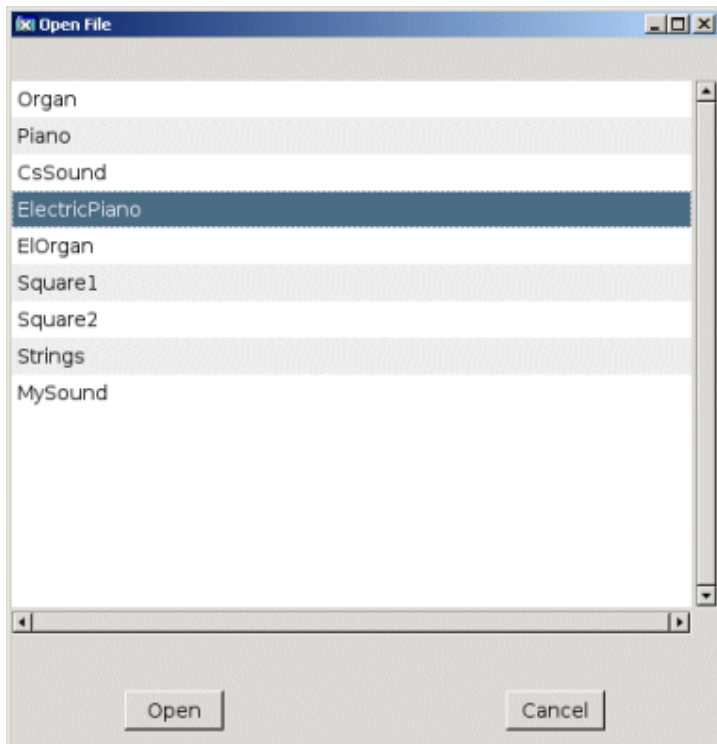 Open File
Organ
Piano
CsSound
ElectricPiano
ElOrgan
Square1
Square2
Strings
MySound
Open
Cancel